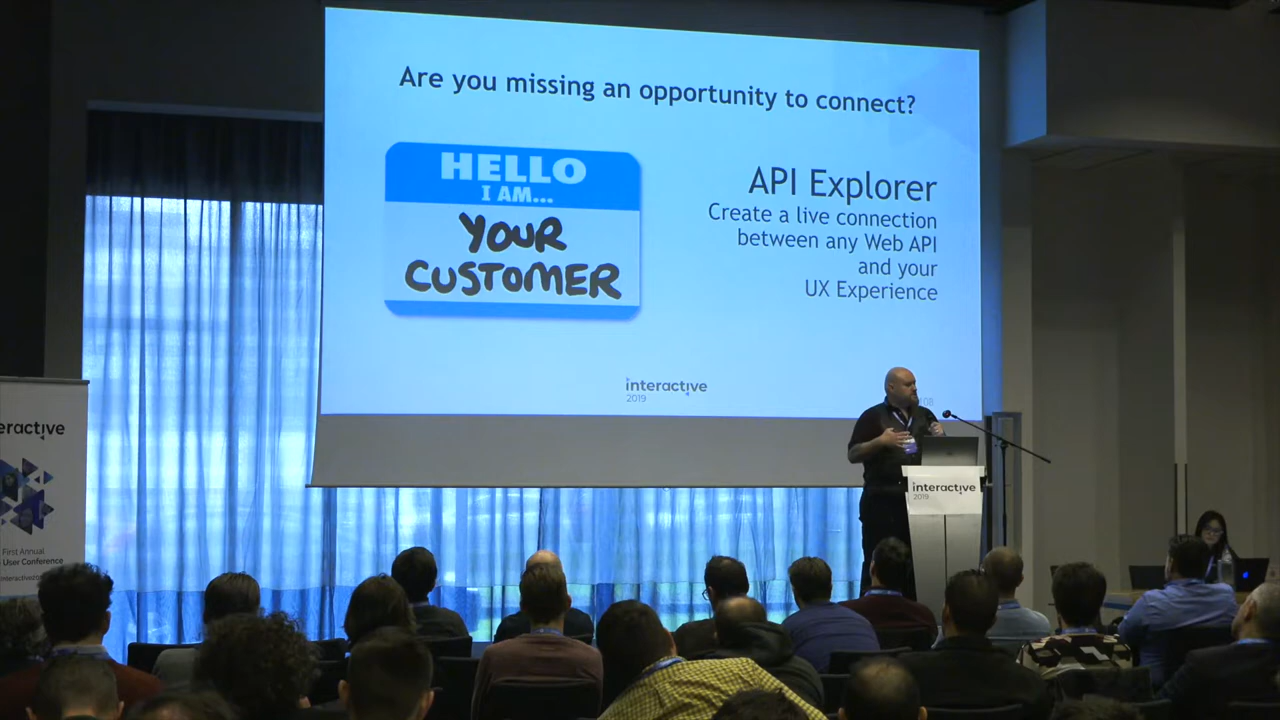 Are you missing an opportunity to connect?
HELLO
I AM...
YOUR
CUSTOMER
API Explorer
Create a live connection
between any Web API
and your
UX Experience
interactive
2019
interactive
2019
eractive
First Annual
User Conference